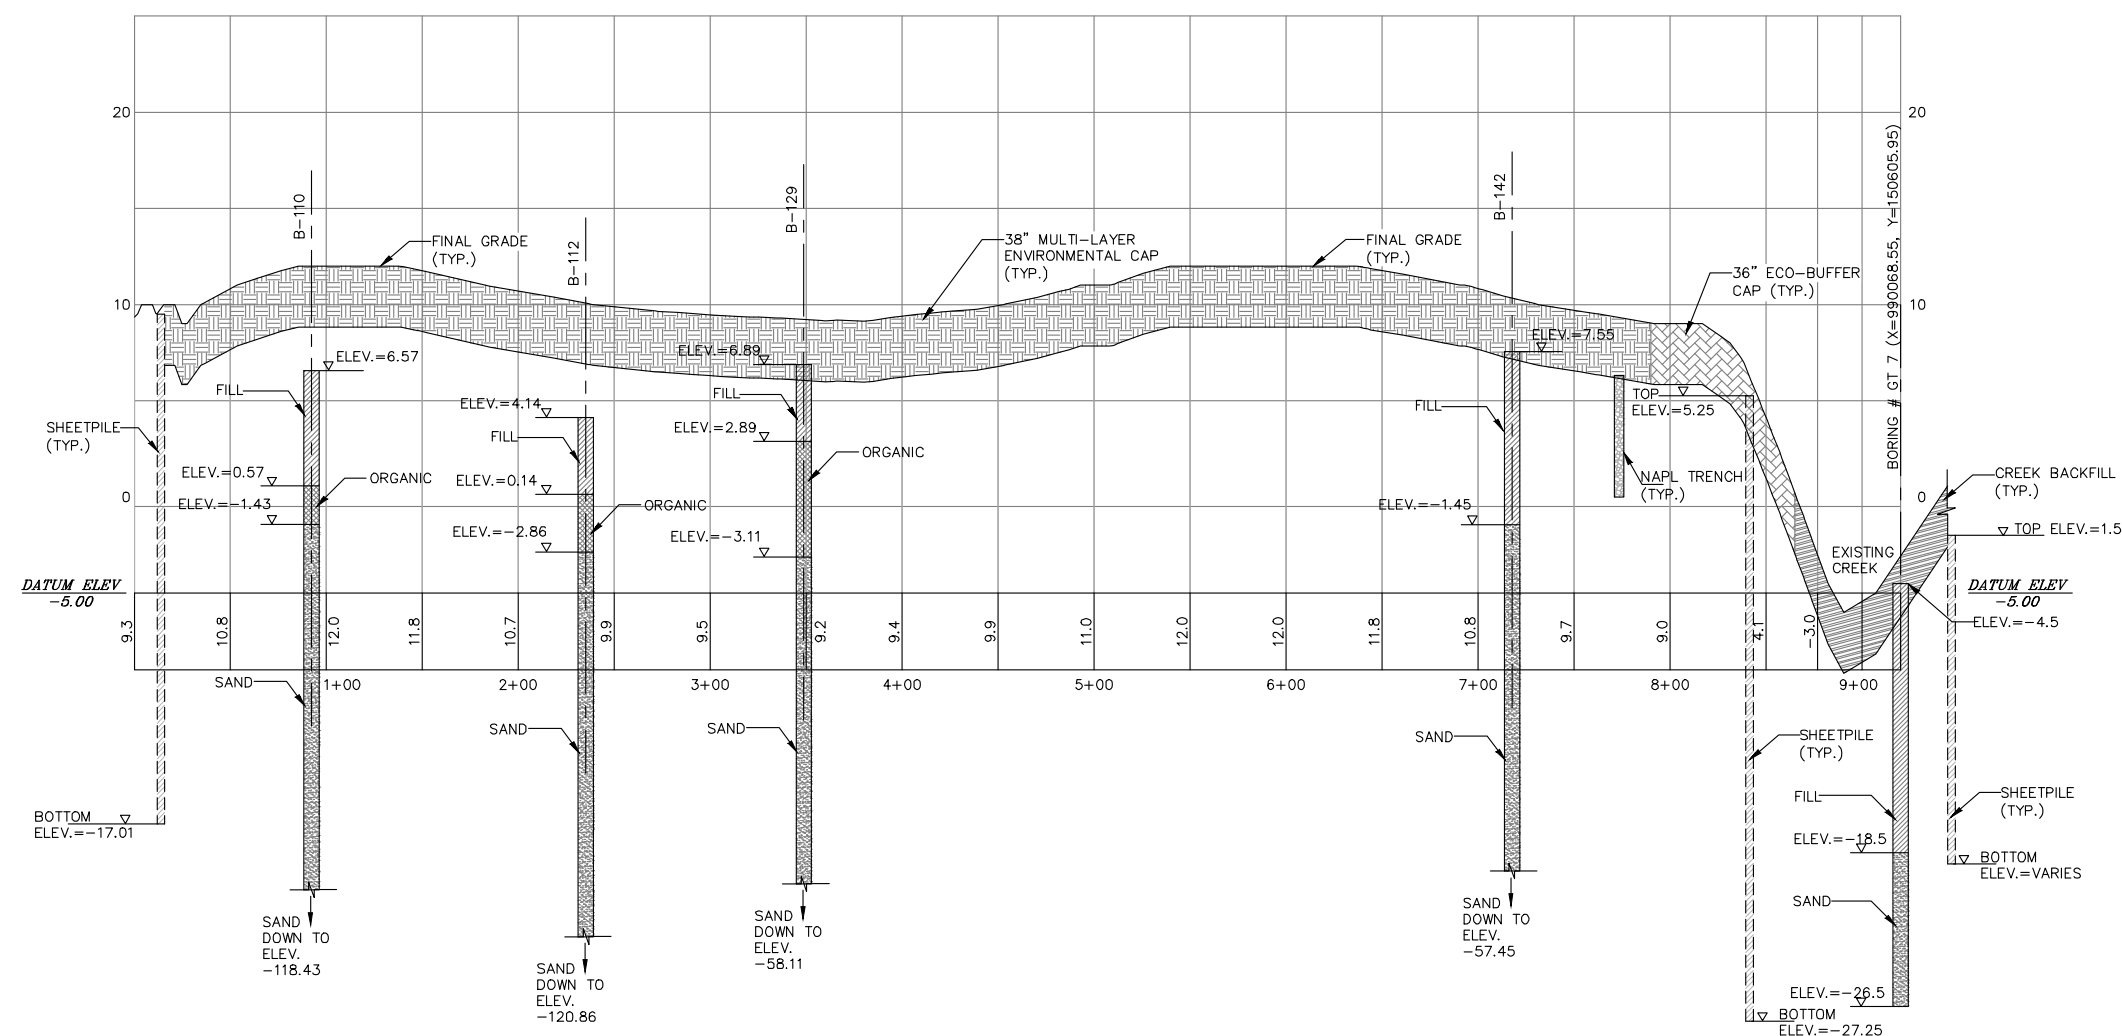 20
20
BORING # GT 7 (X=990068.55, Y=150605.95)
B-110
B-112
B-129
B-142
FINAL GRADE
(TYP.)
38" MULTI-LAYER
ENVIRONMENTAL CAP
(TYP.)
FINAL GRADE
(TYP.)
36" ECO-BUFFER
CAP (TYP.)
10
10
ELEV.=6.57
ELEV.=6.89
ELEV.=7.55
FILL
ELEV.=4.14
FILL
FILL
FILL
TOP
ELEV.=5.25
SHEETPILE
(TYP.)
ELEV.=2.89
ORGANIC
ELEV.=0.57
ORGANIC
ELEV.=0.14
NAPL TRENCH
(TYP.)
CREEK BACKFILL
(TYP.)
0
0
ELEV.=-1.43
ORGANIC
ELEV.=-1.45
ELEV.=-2.86
ELEV.=-3.11
TOP ELEV.=1.5
EXISTING
CREEK
DATUM ELEV
-5.00
DATUM ELEV
-5.00
ELEV.=-4.5
9.3
10.8
12.0
11.8
10.7
9.9
9.5
9.2
9.4
9.9
11.0
12.0
12.0
11.8
10.8
9.7
9.0
4.1
-3.0
1+00
2+00
3+00
4+00
5+00
6+00
7+00
8+00
9+00
SAND
SAND
SAND
SAND
SHEETPILE
(TYP.)
FILL
SHEETPILE
(TYP.)
BOTTOM
ELEV.=-17.01
ELEV.=-18.5
BOTTOM
ELEV.=VARIES
SAND
SAND
DOWN TO
ELEV.
-118.43
SAND
DOWN TO
ELEV.
-120.86
SAND
DOWN TO
ELEV.
-58.11
SAND
DOWN TO
ELEV.
-57.45
ELEV.=-26.5
BOTTOM
ELEV.=-27.25